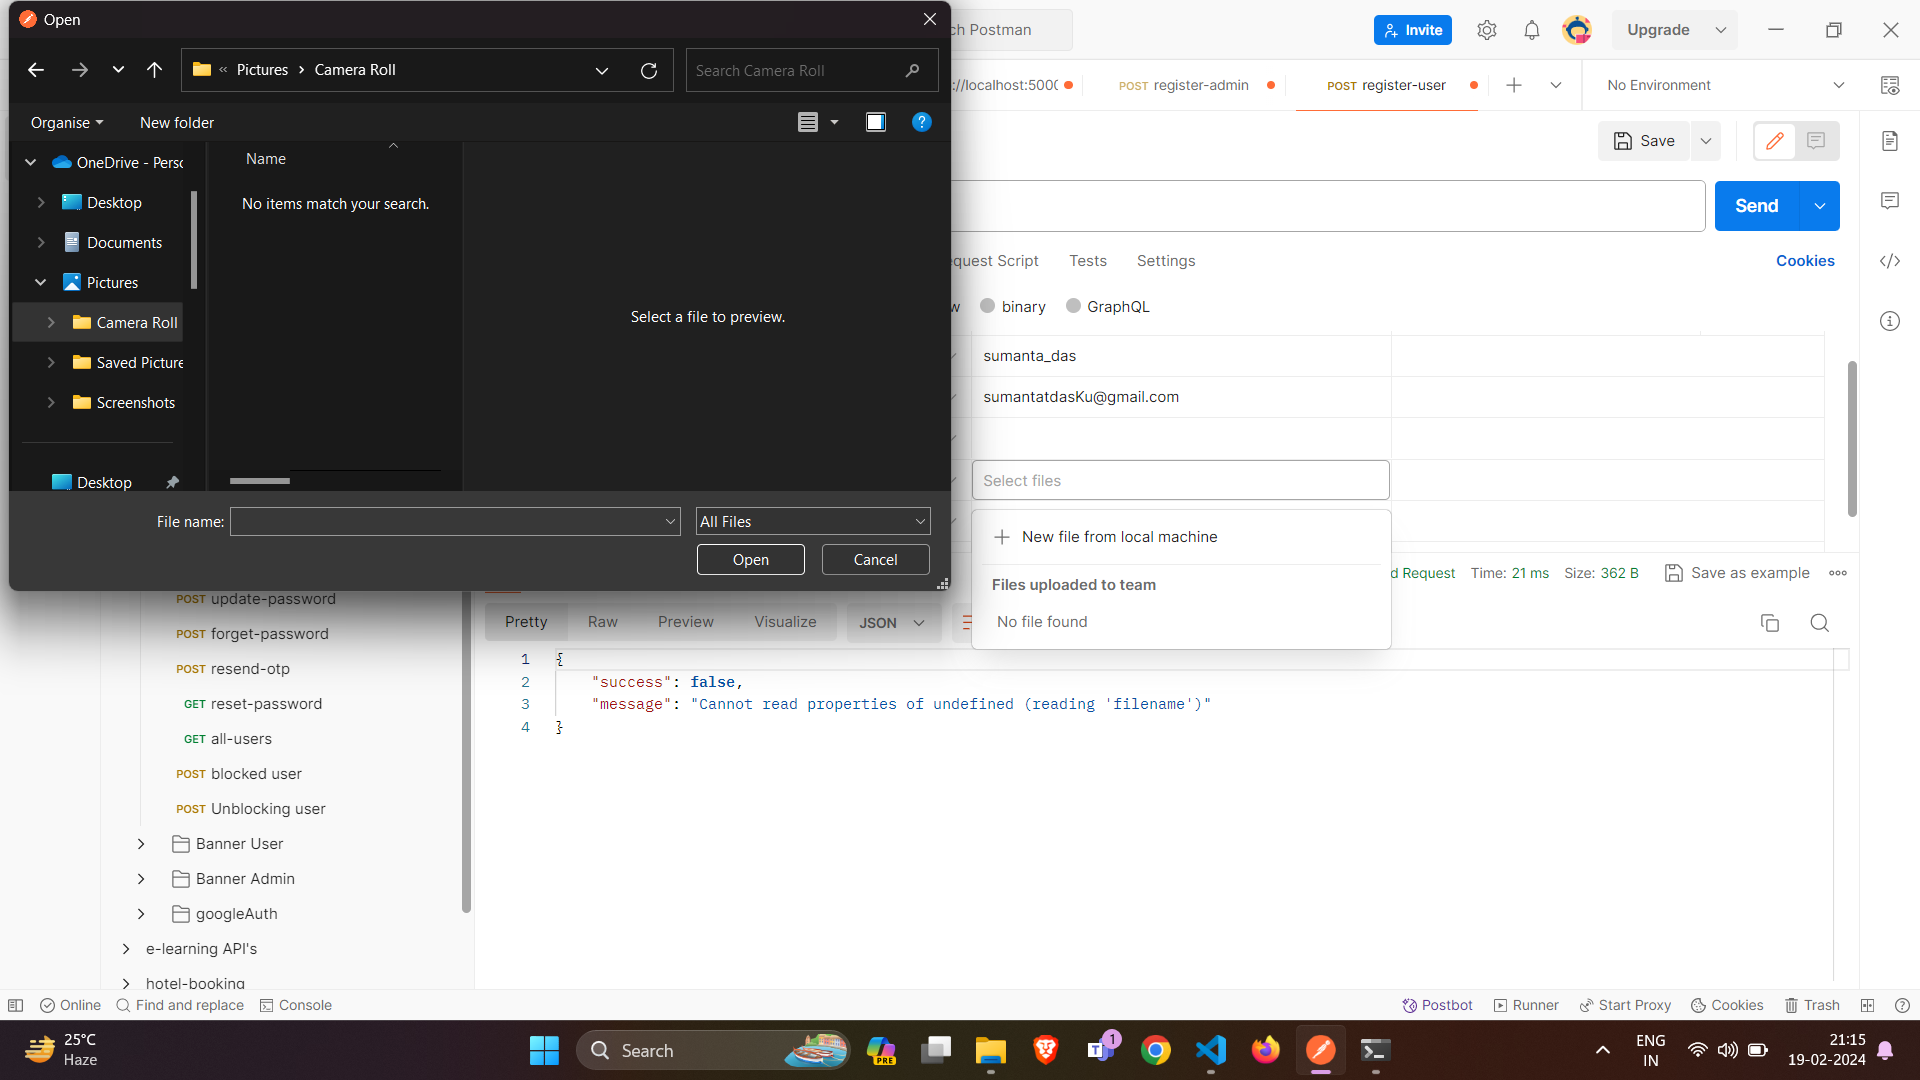 Open
Pictures
Camera Roll
Search Camera Roll
Organise
New folder
OneDrive - Perso
Desktop
Documents
Pictures
Camera Roll
Saved Picture
Screenshots
Desktop
Name
No items match your search.
Select a file to preview.
File name:
All Files
Open
Cancel
ch Postman
Invite
Upgrade
://localhost:5000
POST register-admin
POST register-user
No Environment
Save
Send
equest Script
Tests
Settings
Cookies
w
binary
GraphQL
sumanta_das
sumantatdasKu@gmail.com
Select files
New file from local machine
Files uploaded to team
No file found
d Request
Time: 21 ms
Size: 362 B
Save as example
POST update-password
POST forget-password
POST resend-otp
GET reset-password
GET all-users
POST blocked user
POST Unblocking user
Banner User
Banner Admin
googleAuth
e-learning API's
hotel-booking
Pretty
Raw
Preview
Visualize
JSON
1 {
2 "success": false,
3 "message": "Cannot read properties of undefined (reading 'filename')"
4 }
Online
Find and replace
Console
Postbot
Runner
Start Proxy
Cookies
Trash
25°C
Haze
Search
PRE
1
ENG
IN
21:15
19-02-2024